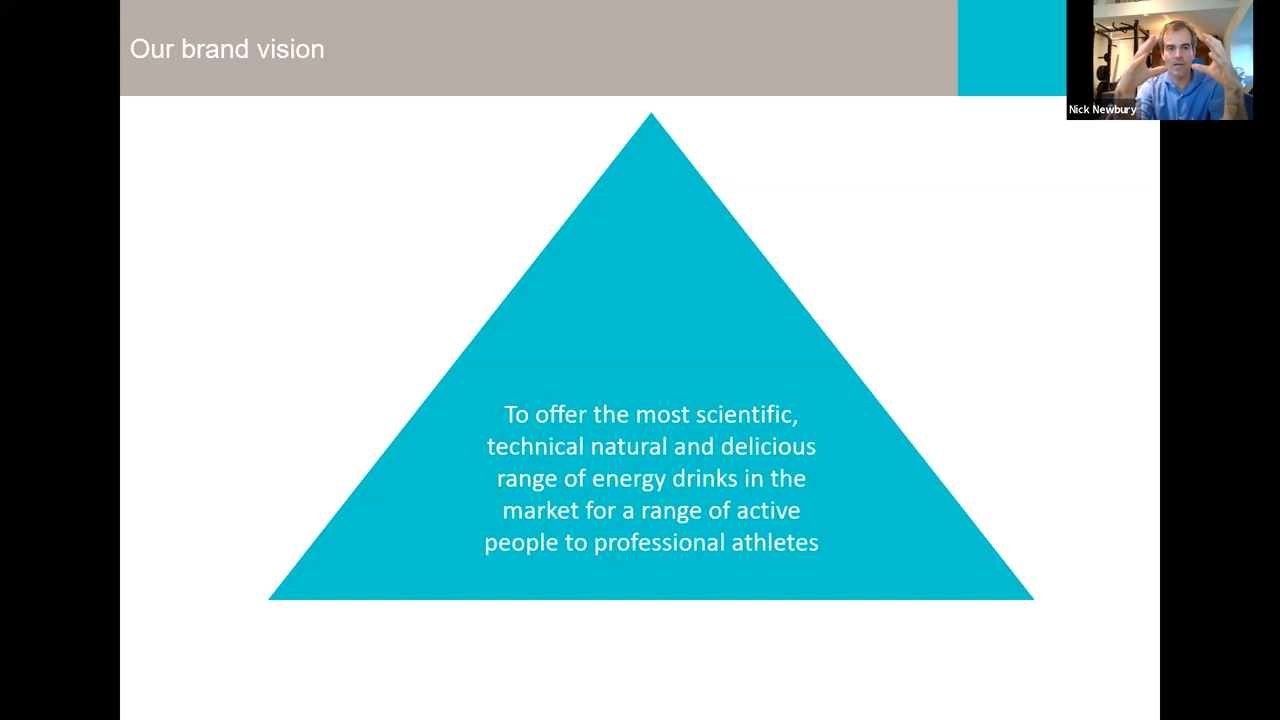 Our brand vision
Nick Newbury
To offer the most scientific,
technical natural and delicious
range of energy drinks in the
market for a range of active
people to professional athletes